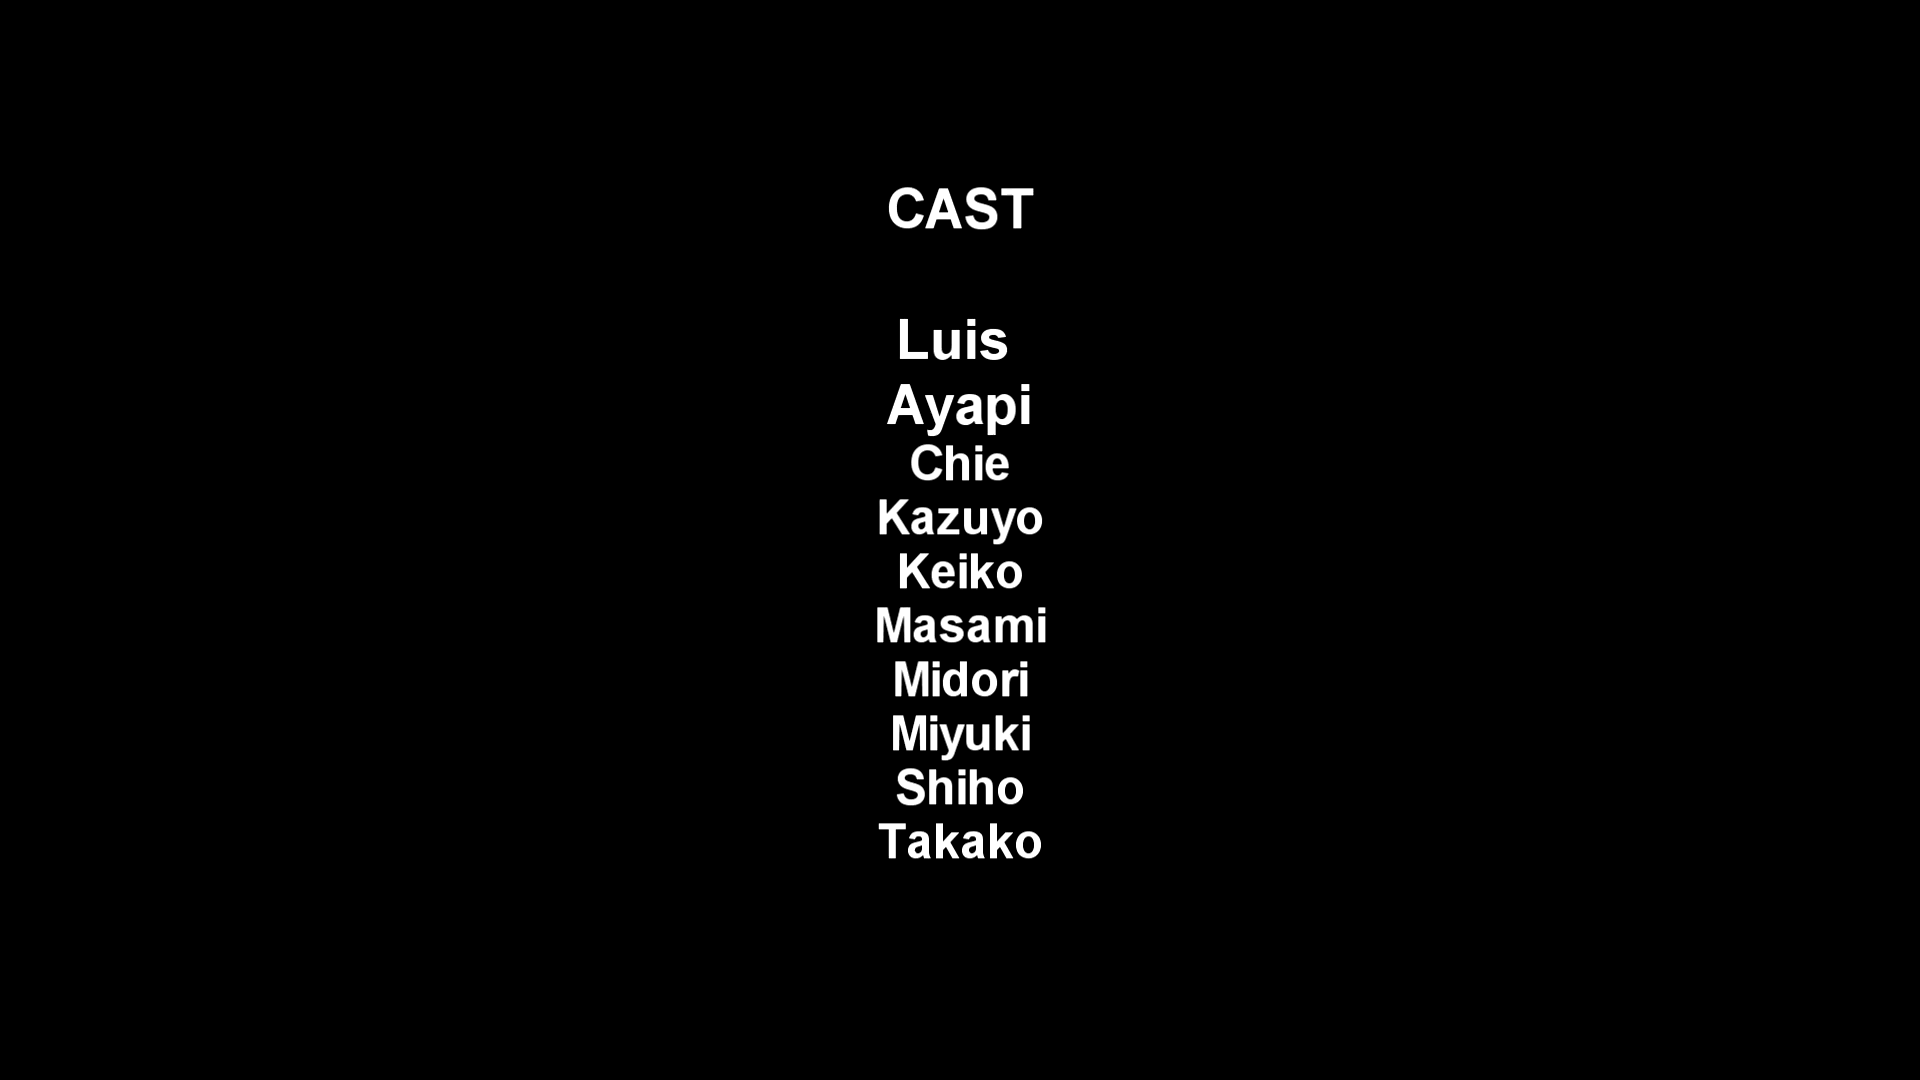 CAST
Luis
Ayapi
Chie
Kazuyo
Keiko
Masami
Midori
Miyuki
Shiho
Takako